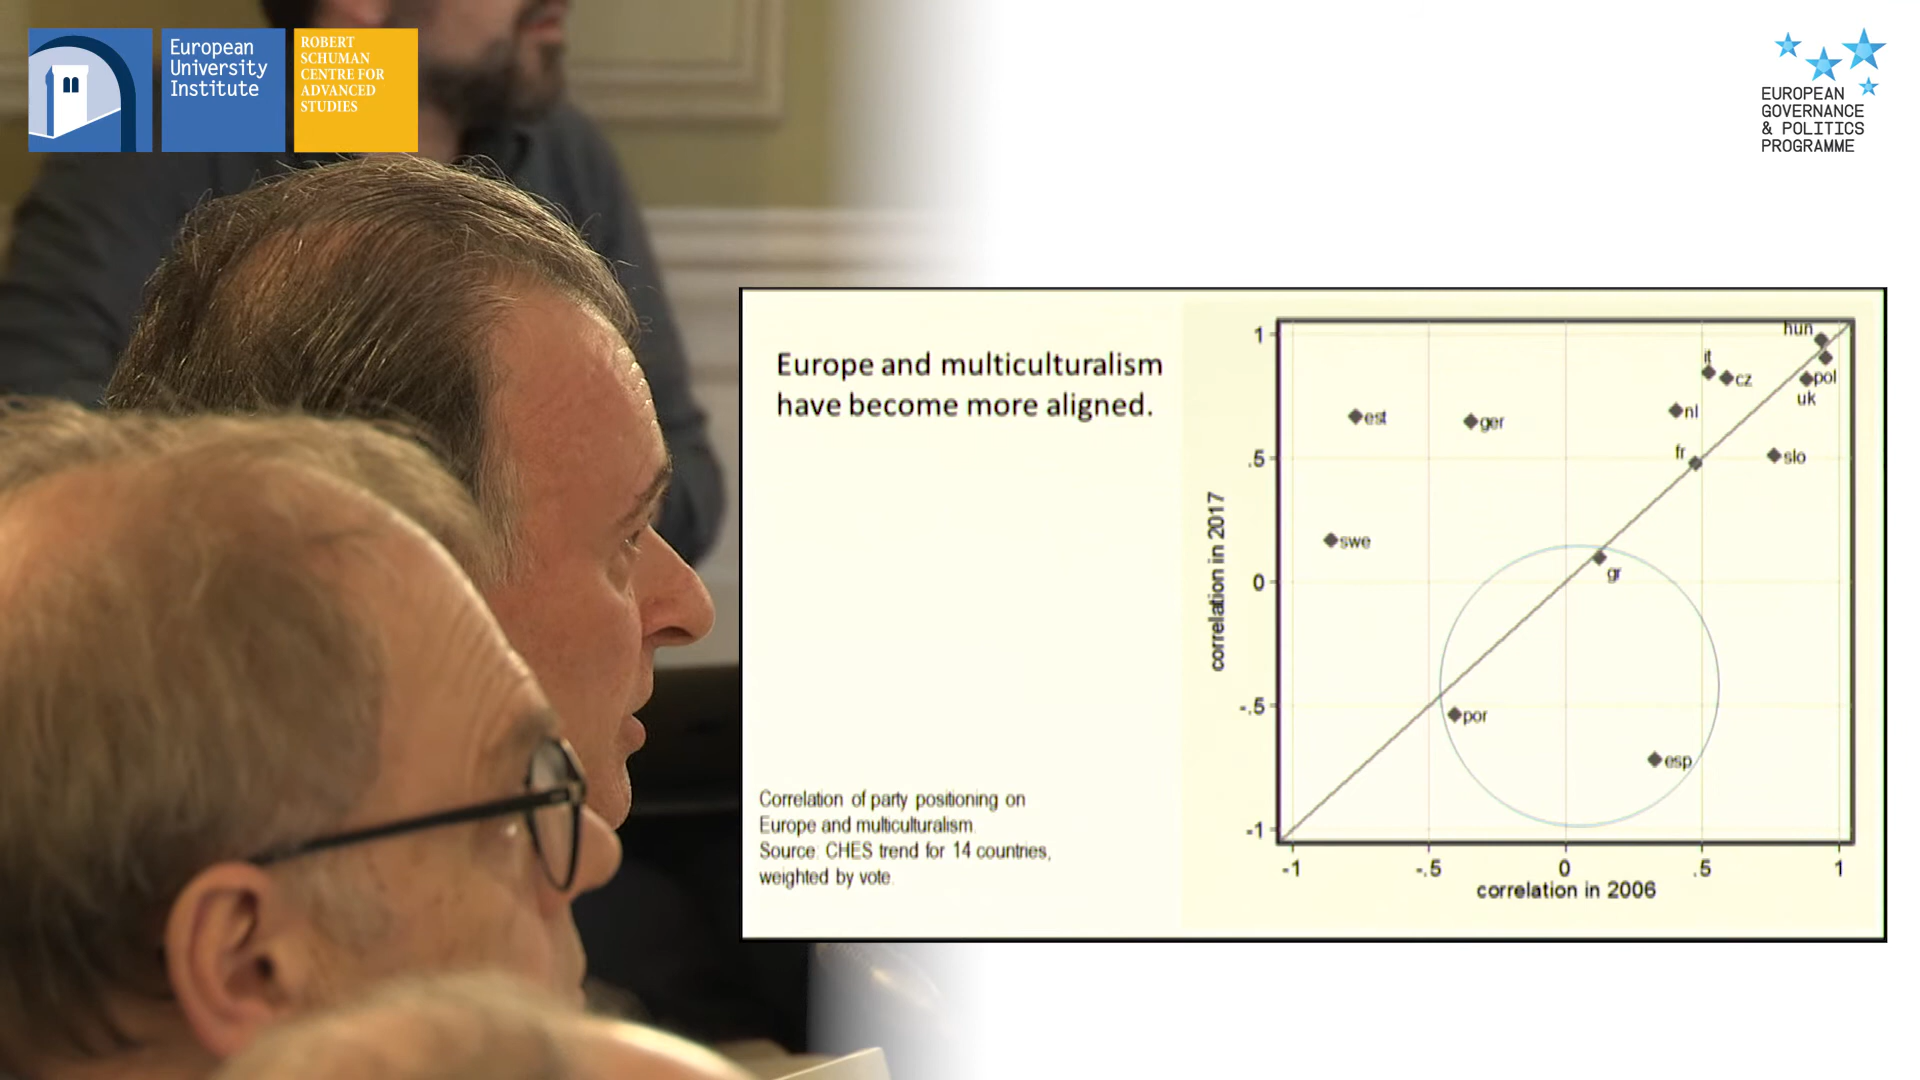 European
University
Institute
ROBERT
SCHUMAN
CENTRE FOR
ADVANCED
STUDIES
EUROPEAN
GOVERNANCE
& POLITICS
PROGRAMME
Europe and multiculturalism
have become more aligned.
Correlation of party positioning on
Europe and multiculturalism.
Source: CHES trend for 14 countries,
weighted by vote.
correlation in 2017
1
.5
0
-.5
-1
hun
it
cz
pol
uk
nl
est
ger
fr
slo
swe
gr
por
esp
-1
-.5
0
.5
1
correlation in 2006